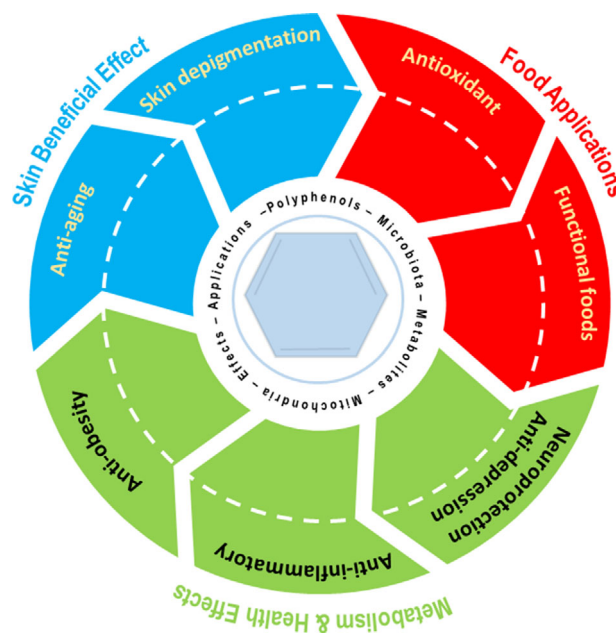 Skin Beneficial Effect
Skin depigmentation
Anti-aging
Food Applications
Antioxidant
Functional foods
Neuroprotection
Anti-depression
Anti-inflammatory
Anti-obesity
Metabolism & Health Effects
–Polyphenols – Microbiota – Metabolites – Mitochondria – Effects – Applications